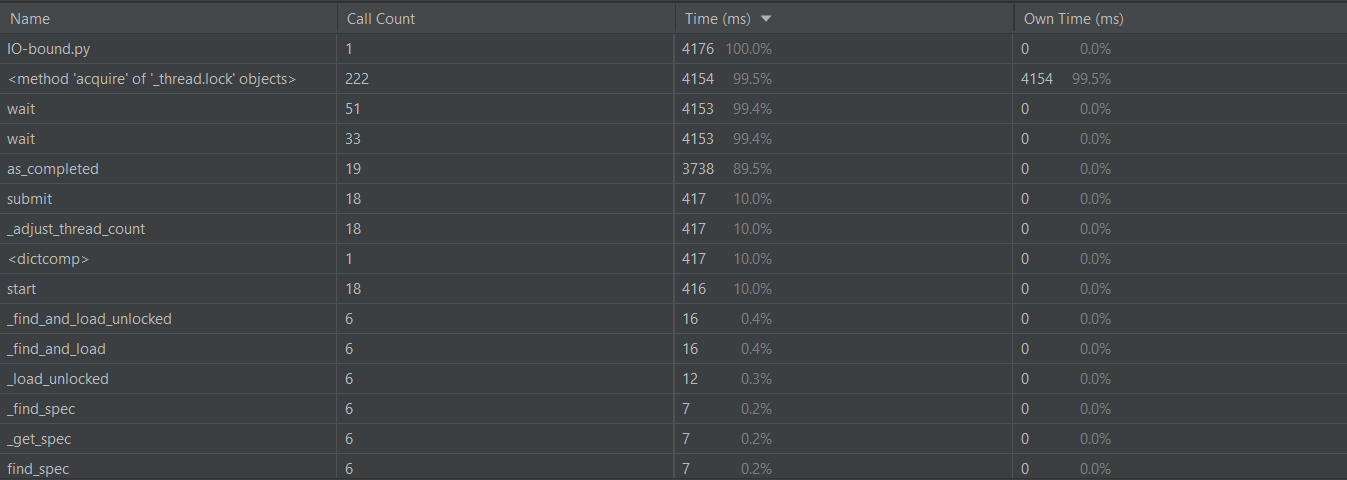 Name Call Count Time (ms) Own Time (ms)
IO-bound.py 1 4176 100.0% 0 0.0%
<method 'acquire' of '_thread.lock' objects> 222 4154 99.5% 4154 99.5%
wait 51 4153 99.4% 0 0.0%
wait 33 4153 99.4% 0 0.0%
as_completed 19 3738 89.5% 0 0.0%
submit 18 417 10.0% 0 0.0%
_adjust_thread_count 18 417 10.0% 0 0.0%
<dictcomp> 1 417 10.0% 0 0.0%
start 18 416 10.0% 0 0.0%
_find_and_load_unlocked 6 16 0.4% 0 0.0%
_find_and_load 6 16 0.4% 0 0.0%
_load_unlocked 6 12 0.3% 0 0.0%
_find_spec 6 7 0.2% 0 0.0%
_get_spec 6 7 0.2% 0 0.0%
find_spec 6 7 0.2% 0 0.0%